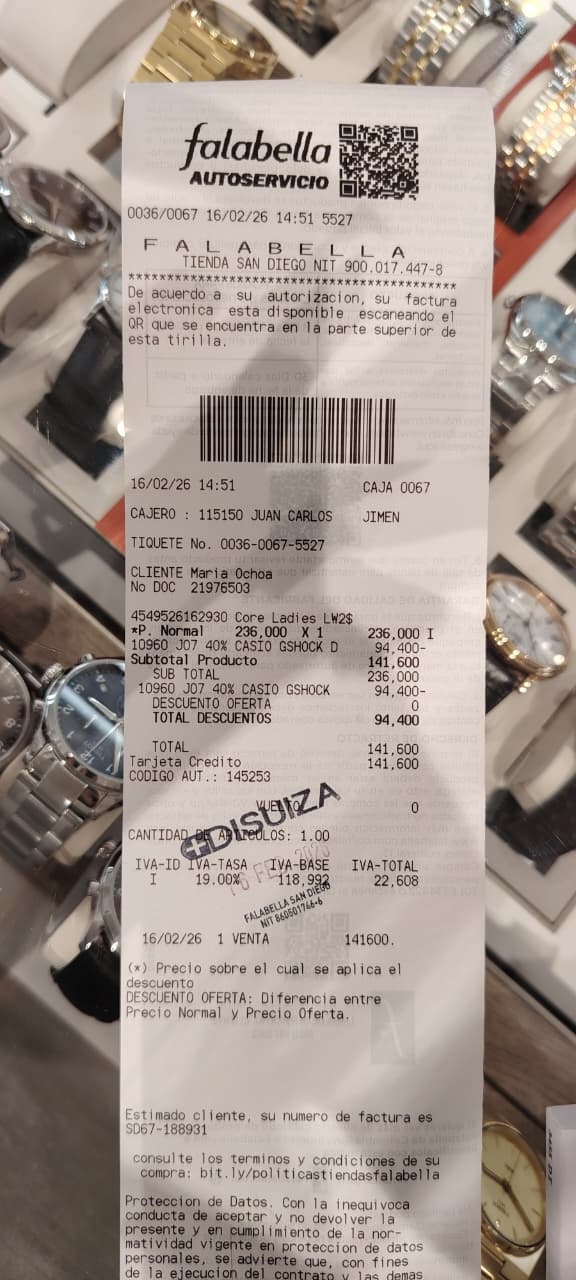 falabella
AUTOSERVICIO
0036/0067 16/02/26 14:51 5527
F A L A B E L L A
TIENDA SAN DIEGO NIT 900.017.447-8
******************************************
De acuerdo a su autorizacion, su factura
electronica esta disponible escaneando el
QR que se encuentra en la parte superior de
esta tirilla.
16/02/26 14:51 CAJA 0067
CAJERO : 115150 JUAN CARLOS JIMEN
TIQUETE No. 0036-0067-5527
CLIENTE Maria Ochoa
No DOC 21976503
4549526162930 Core Ladies LW2$
*P. Normal 236,000 X 1 236,000 I
10960 J07 40% CASIO GSHOCK D 94,400-
Subtotal Producto 141,600
SUB TOTAL 236,000
10960 J07 40% CASIO GSHOCK 94,400-
DESCUENTO OFERTA 0
TOTAL DESCUENTOS 94,400
TOTAL 141,600
Tarjeta Credito 141,600
CODIGO AUT.: 145253
VUELTO 0
DISUIZA
CANTIDAD DE ARTICULOS: 1.00
IVA-ID IVA-TASA IVA-BASE IVA-TOTAL
I 19.00% 118,992 22,608
16 FEB 2026
FALABELLA SAN DIEGO
NIT 860501766-6
16/02/26 1 VENTA 141600.
(*) Precio sobre el cual se aplica el
descuento
DESCUENTO OFERTA: Diferencia entre
Precio Normal y Precio Oferta.
Estimado cliente, su numero de factura es
SD67-188931
consulte los terminos y condiciones de su
compra: bit.ly/politicastiendasfalabella
Proteccion de Datos. Con la inequivoca
conducta de aceptar y no devolver la
presente y en cumplimiento de la nor-
matividad vigente en proteccion de datos
personales, se advierte que, con fines
de la ejecucion del contrato y las demas